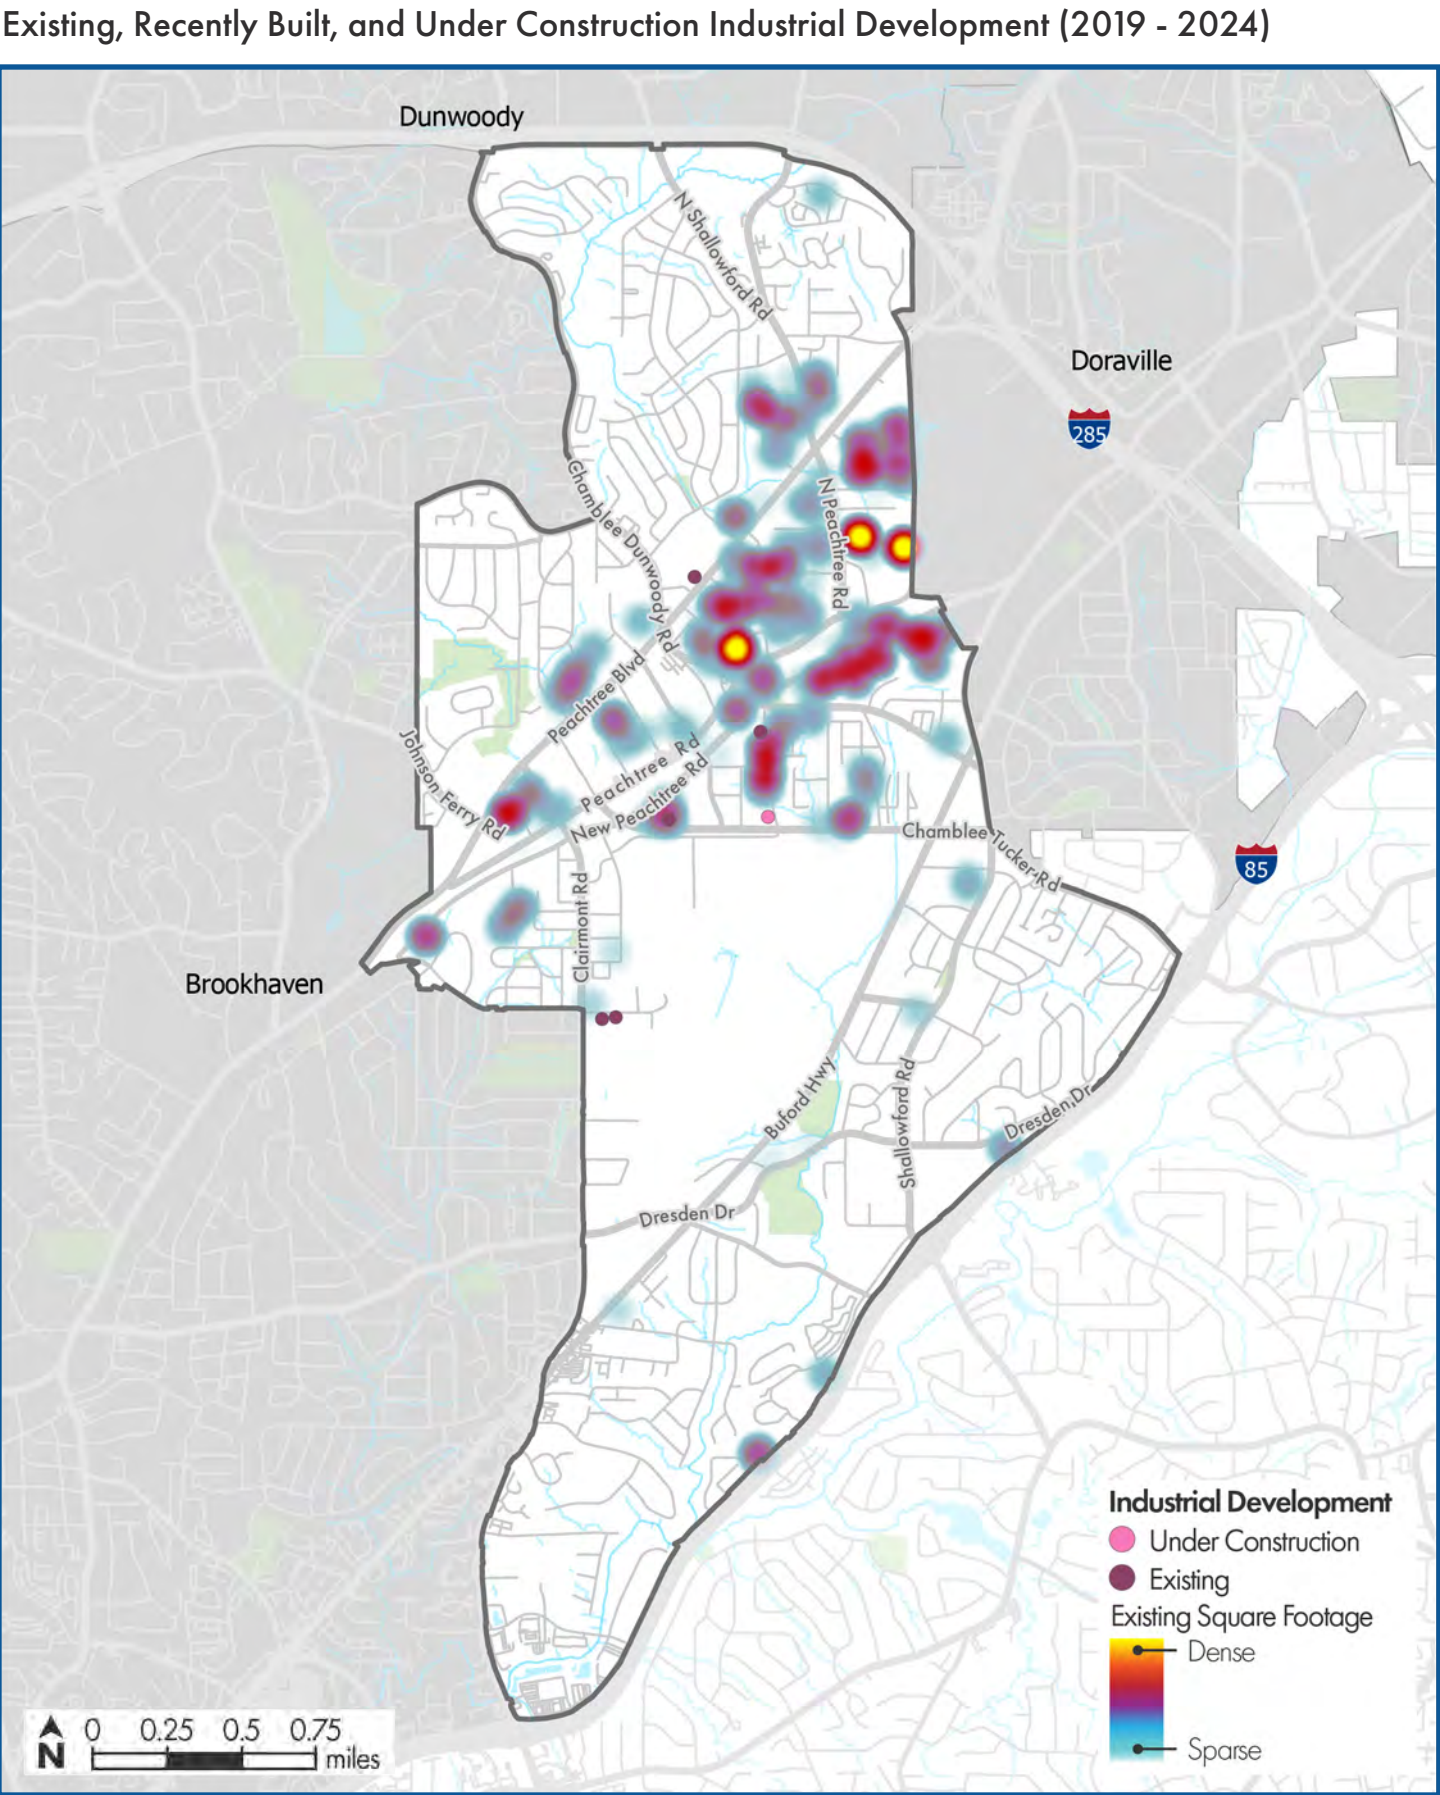 Existing, Recently Built, and Under Construction Industrial Development (2019 - 2024)
Dunwoody
N Shallowford Rd
Doraville
285
Chamblee Dunwoody Rd
N Peachtree Rd
Peachtree Blvd
Johnson Ferry Rd
Peachtree Rd
New Peachtree Rd
Chamblee Tucker Rd
85
Clairmont Rd
Brookhaven
Buford Hwy
Shallowford Rd
Dresden Dr
Dresden Dr
Industrial Development
Under Construction
Existing
Existing Square Footage
Dense
Sparse
N
0 0.25 0.5 0.75
miles